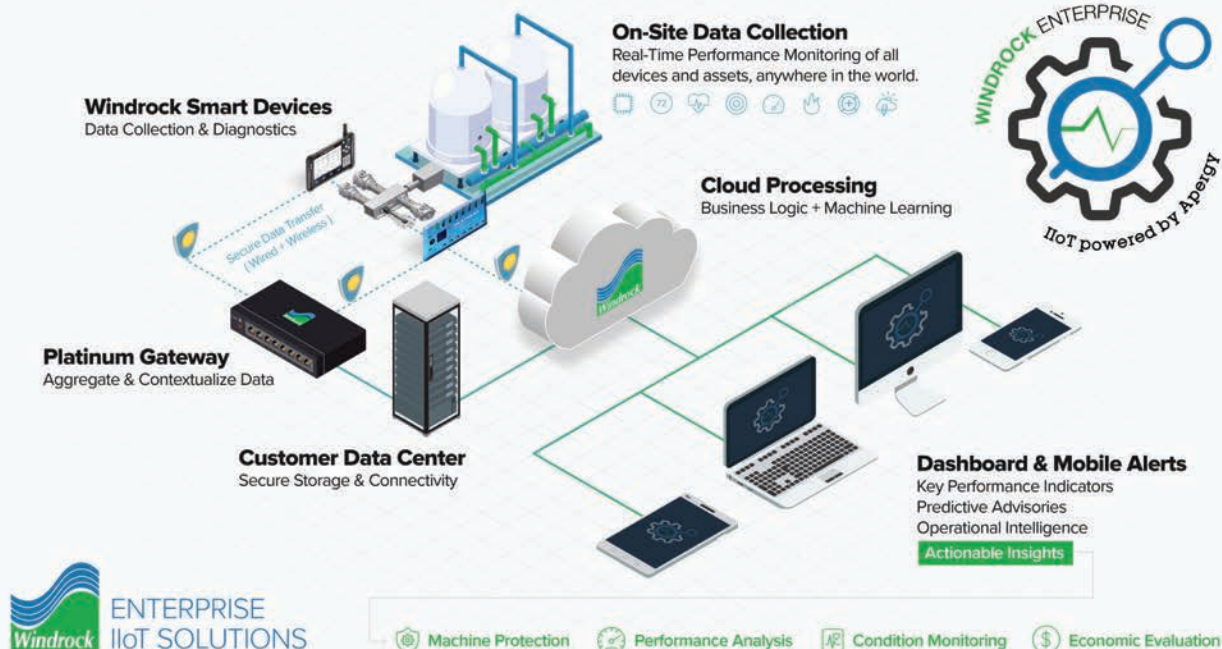 On-Site Data Collection
Real-Time Performance Monitoring of all
devices and assets, anywhere in the world.
72
WINDROCK ENTERPRISE
IIoT powered by Apergy
Windrock Smart Devices
Data Collection & Diagnostics
Secure Data Transfer
(Wired + Wireless)
Cloud Processing
Business Logic + Machine Learning
Windrock
Platinum Gateway
Aggregate & Contextualize Data
Customer Data Center
Secure Storage & Connectivity
Dashboard & Mobile Alerts
Key Performance Indicators
Predictive Advisories
Operational Intelligence
Actionable Insights
Windrock
ENTERPRISE
IIoT SOLUTIONS
Machine Protection
Performance Analysis
Condition Monitoring
$ Economic Evaluation